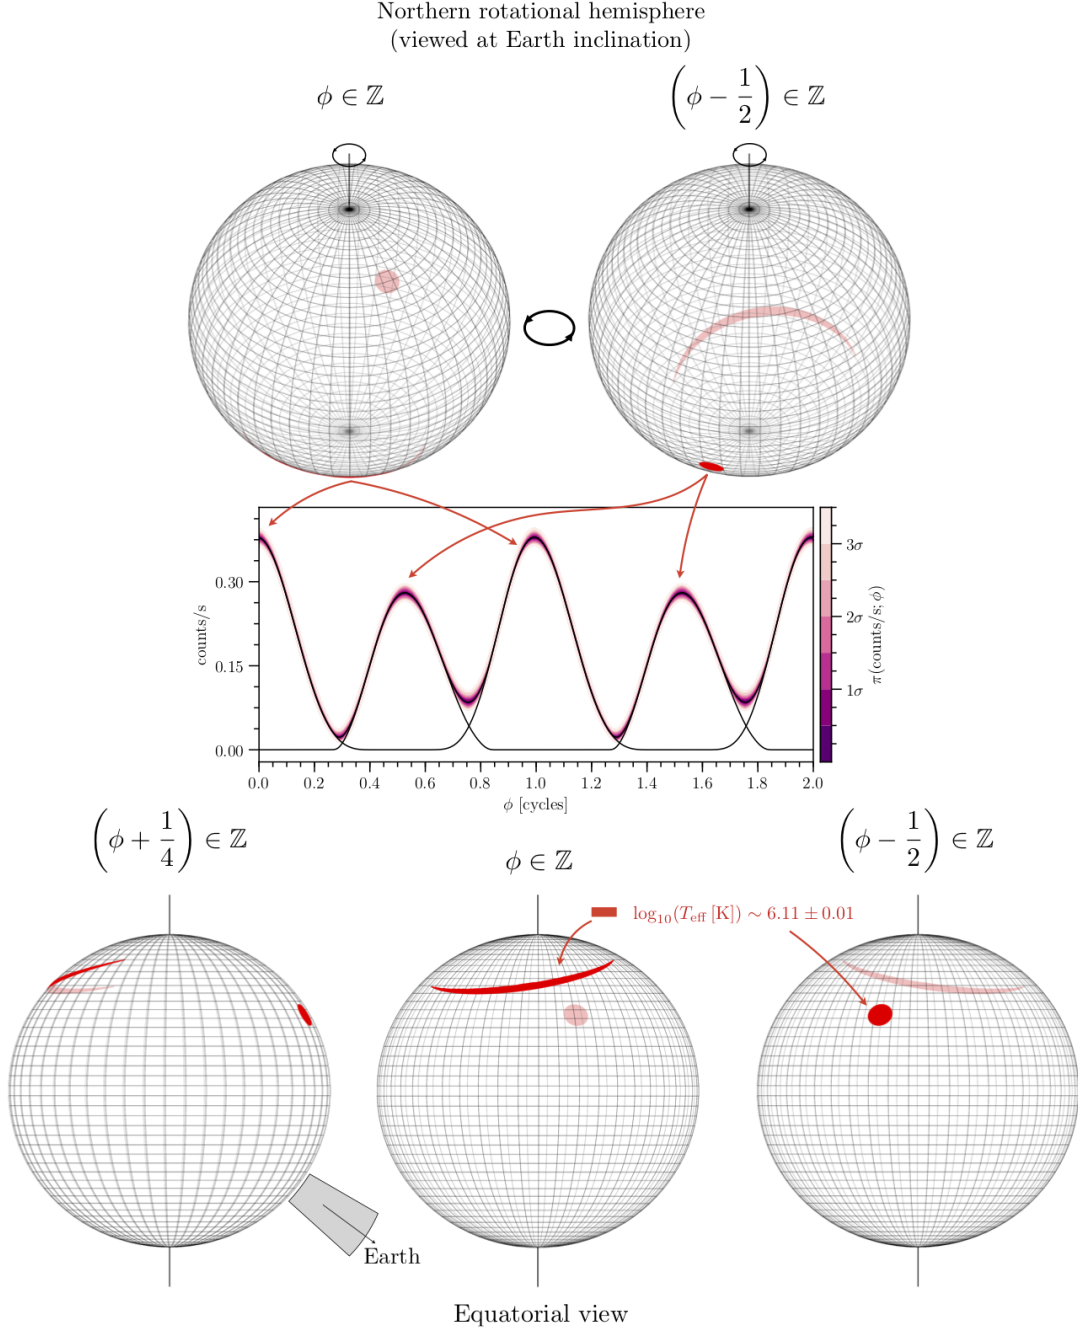 Northern rotational hemisphere
(viewed at Earth inclination)
ϕ ∈ ℤ
(ϕ − 1/2) ∈ ℤ
counts/s
0.30
0.15
0.00
0.0 0.2 0.4 0.6 0.8 1.0 1.2 1.4 1.6 1.8 2.0
ϕ [cycles]
3σ
2σ
1σ
π(counts/s; ϕ)
(ϕ + 1/4) ∈ ℤ
ϕ ∈ ℤ
(ϕ − 1/2) ∈ ℤ
log₁₀(T_eff [K]) ∼ 6.11 ± 0.01
Earth
Equatorial view